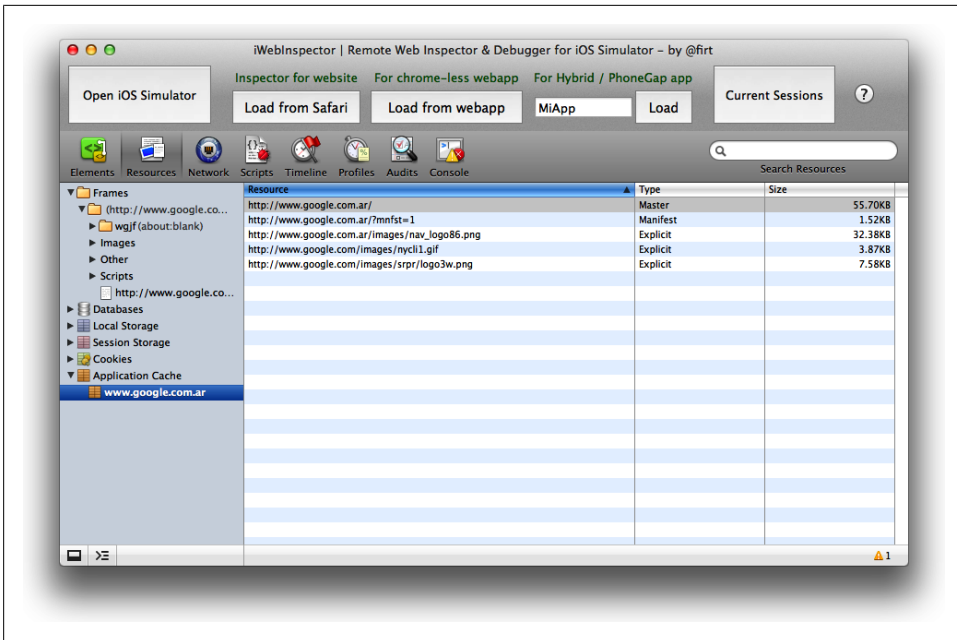 iWebInspector | Remote Web Inspector & Debugger for iOS Simulator – by @firt
Open iOS Simulator
Inspector for website
Load from Safari
For chrome-less webapp
Load from webapp
For Hybrid / PhoneGap app
MiApp
Load
Current Sessions
?
Elements Resources Network Scripts Timeline Profiles Audits Console
Search Resources
Frames
(http://www.google.co...
wgjf (about:blank)
Images
Other
Scripts
http://www.google.co...
Databases
Local Storage
Session Storage
Cookies
Application Cache
www.google.com.ar
Resource Type Size
http://www.google.com.ar/ Master 55.70KB
http://www.google.com.ar/?mnfst=1 Manifest 1.52KB
http://www.google.com.ar/images/nav_logo86.png Explicit 32.38KB
http://www.google.com/images/nycli1.gif Explicit 3.87KB
http://www.google.com/images/srpr/logo3w.png Explicit 7.58KB
1